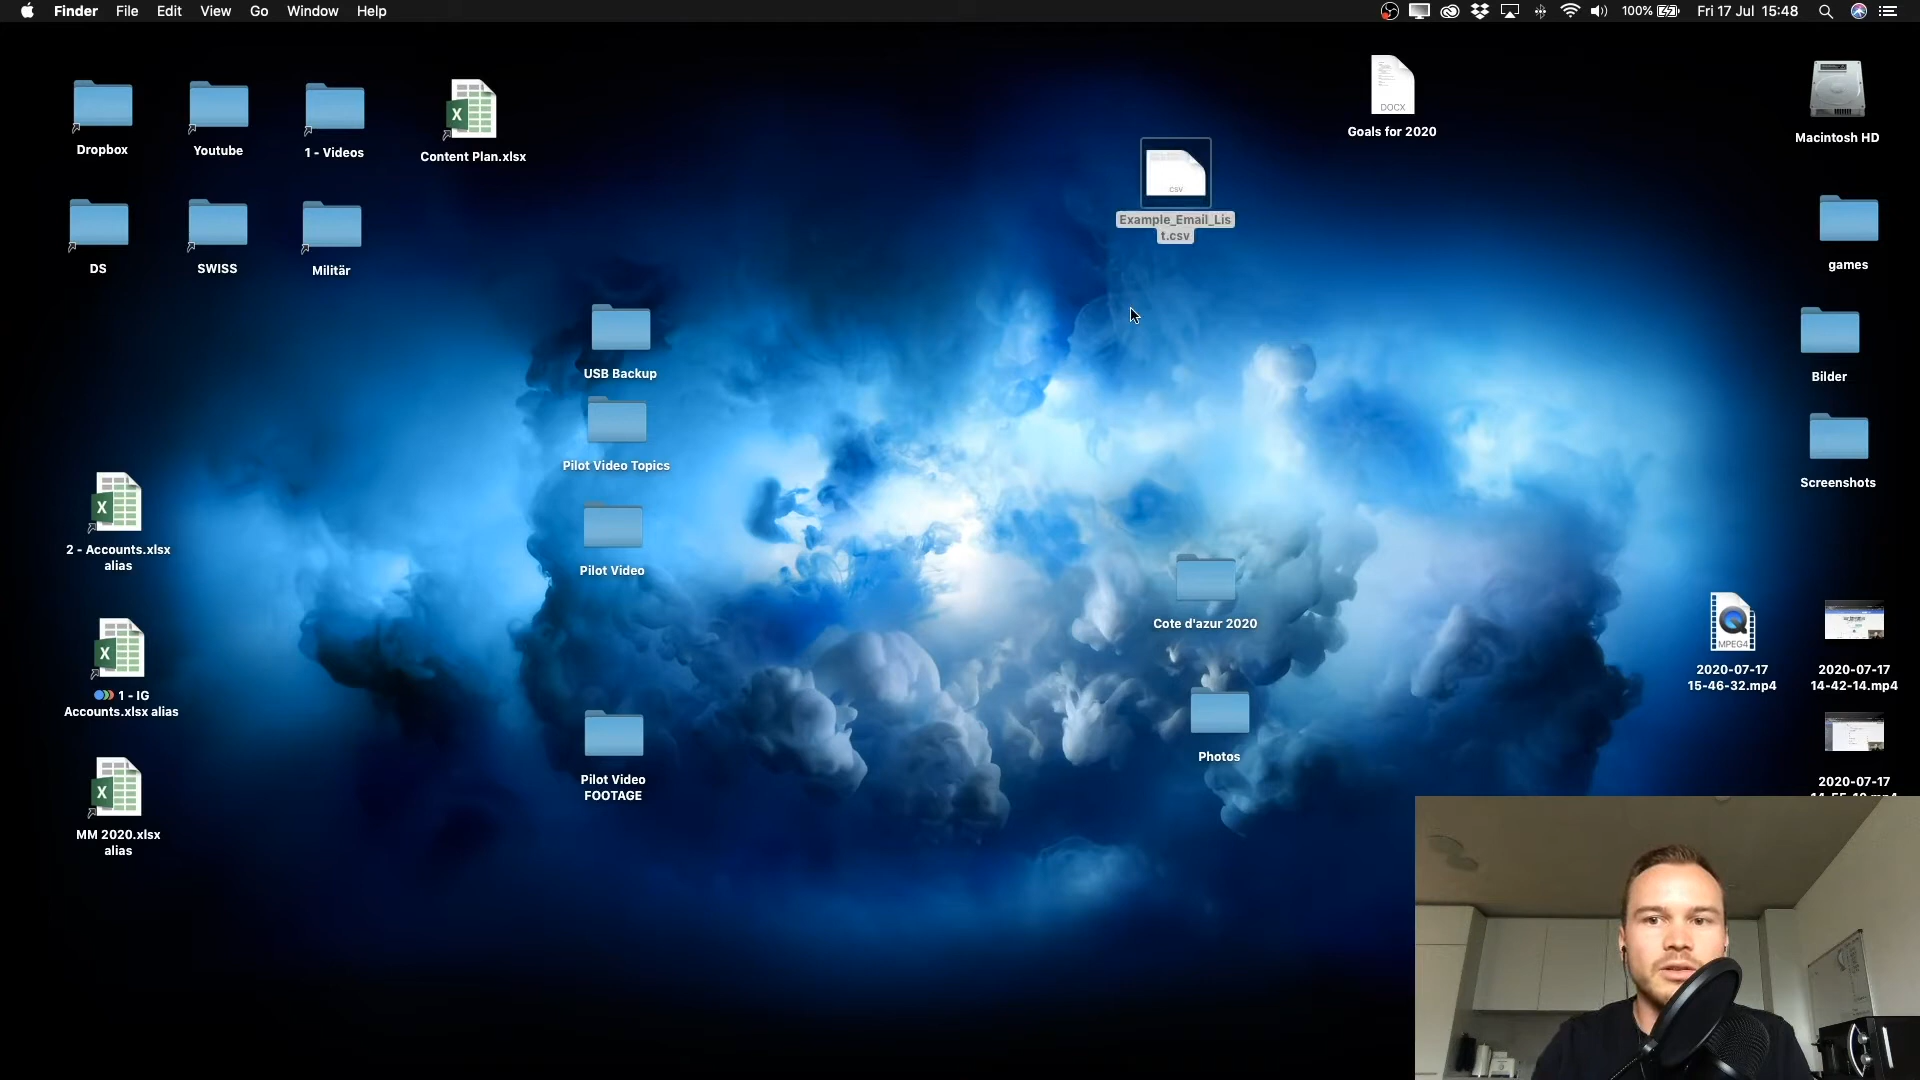 Finder File Edit View Go Window Help
100% Fri 17 Jul 15:48
Dropbox
Youtube
1 - Videos
Content Plan.xlsx
DOCX
Goals for 2020
Macintosh HD
CSV
Example_Email_Lis
t.csv
DS
SWISS
Militär
games
USB Backup
Bilder
Pilot Video Topics
Screenshots
2 - Accounts.xlsx
alias
Pilot Video
Cote d'azur 2020
MPEG4
2020-07-17
15-46-32.mp4
2020-07-17
14-42-14.mp4
1 - IG
Accounts.xlsx alias
Photos
Pilot Video
FOOTAGE
2020-07-17
MM 2020.xlsx
alias